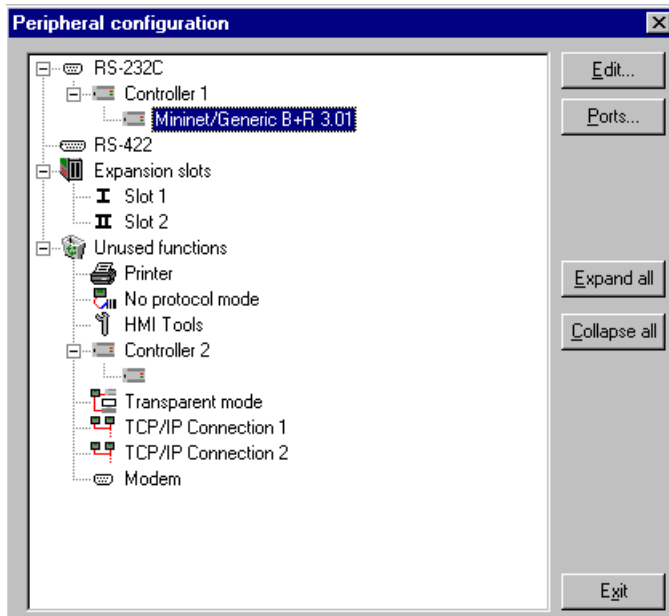 Peripheral configuration
RS-232C
Controller 1
Mininet/Generic B+R 3.01
RS-422
Expansion slots
I Slot 1
II Slot 2
Unused functions
Printer
No protocol mode
HMI Tools
Controller 2
Transparent mode
TCP/IP Connection 1
TCP/IP Connection 2
Modem
Edit...
Ports...
Expand all
Collapse all
Exit